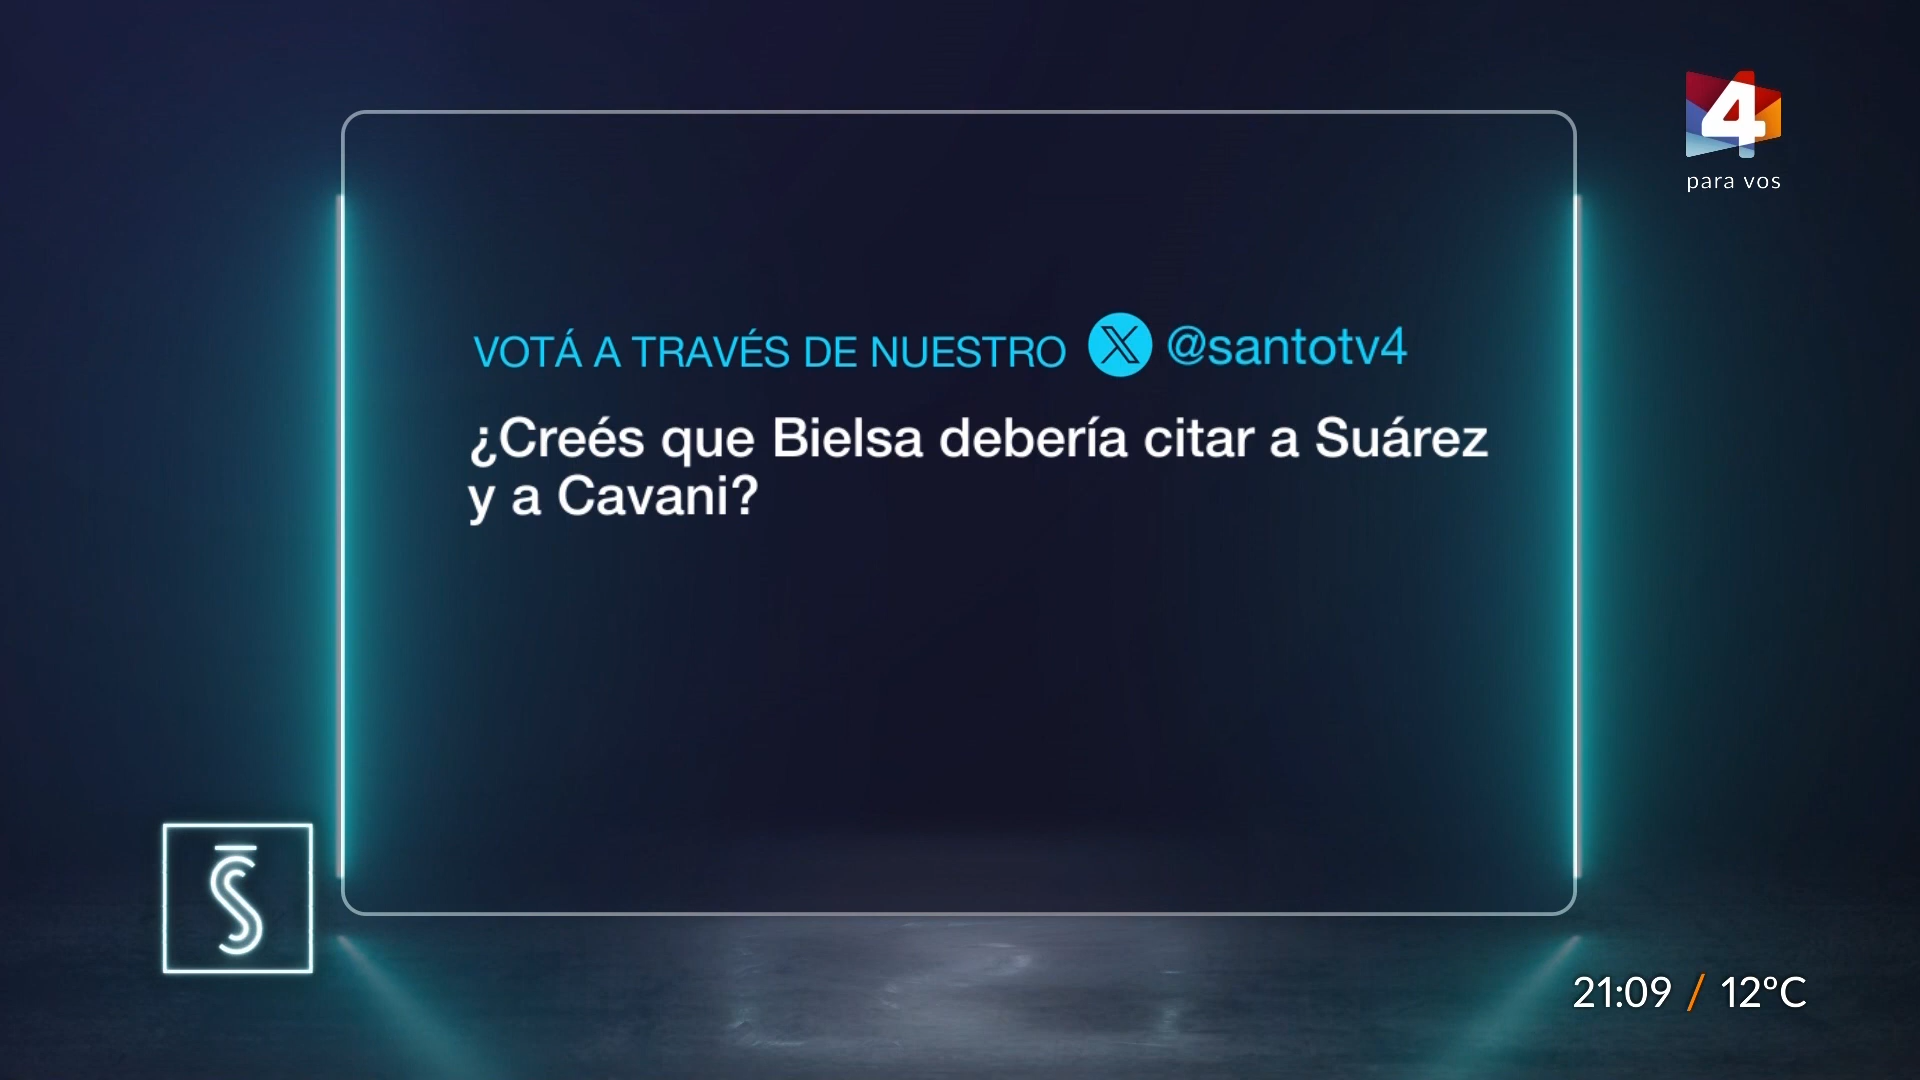 4
para vos
VOTÁ A TRAVÉS DE NUESTRO X @santotv4
¿Creés que Bielsa debería citar a Suárez
y a Cavani?
S
21:09 / 12°C